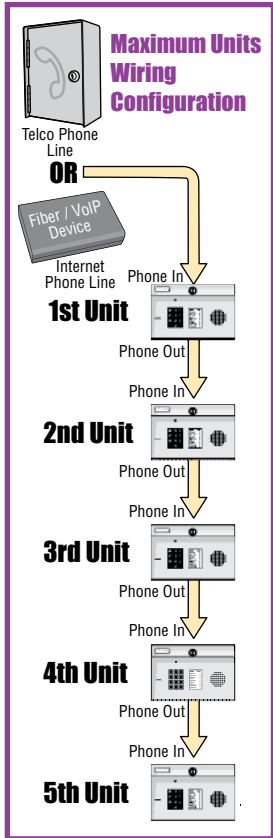 Maximum Units
Wiring
Configuration
Telco Phone
Line
OR
Fiber / VoIP
Device
Internet
Phone Line
Phone In
1st Unit
Phone Out
Phone In
2nd Unit
Phone Out
Phone In
3rd Unit
Phone Out
Phone In
4th Unit
Phone Out
Phone In
5th Unit